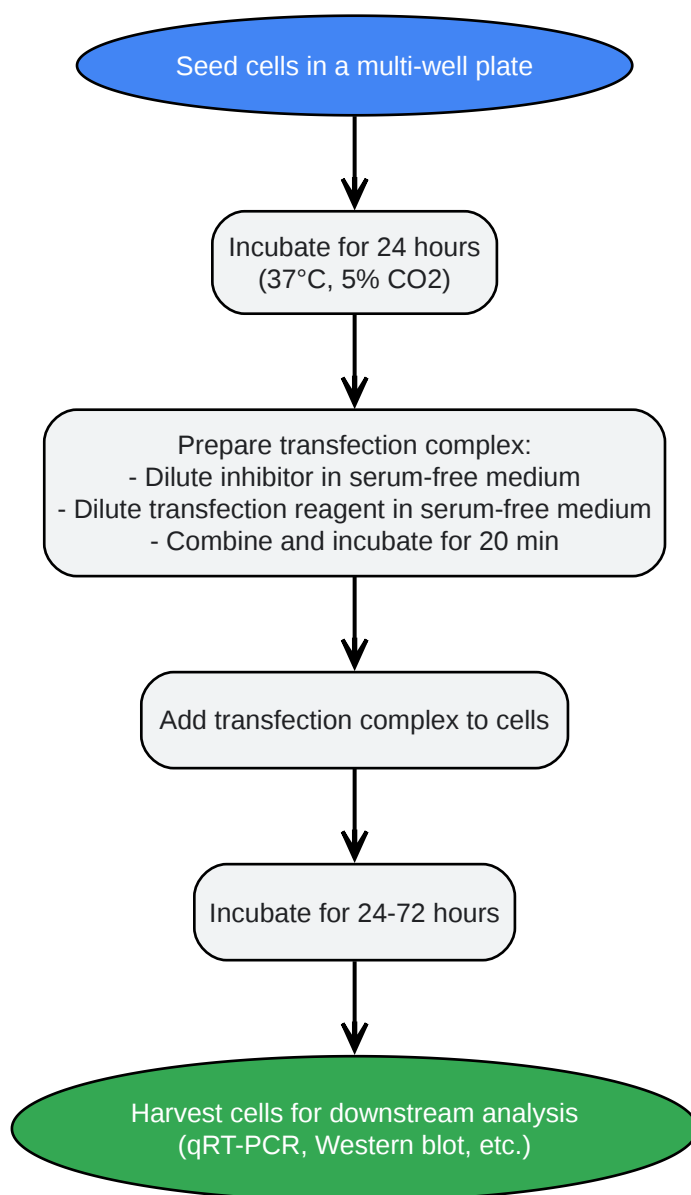 Seed cells in a multi-well plate
Incubate for 24 hours
(37°C, 5% CO2)
Prepare transfection complex:
- Dilute inhibitor in serum-free medium
- Dilute transfection reagent in serum-free medium
- Combine and incubate for 20 min
Add transfection complex to cells
Incubate for 24-72 hours
Harvest cells for downstream analysis
(qRT-PCR, Western blot, etc.)